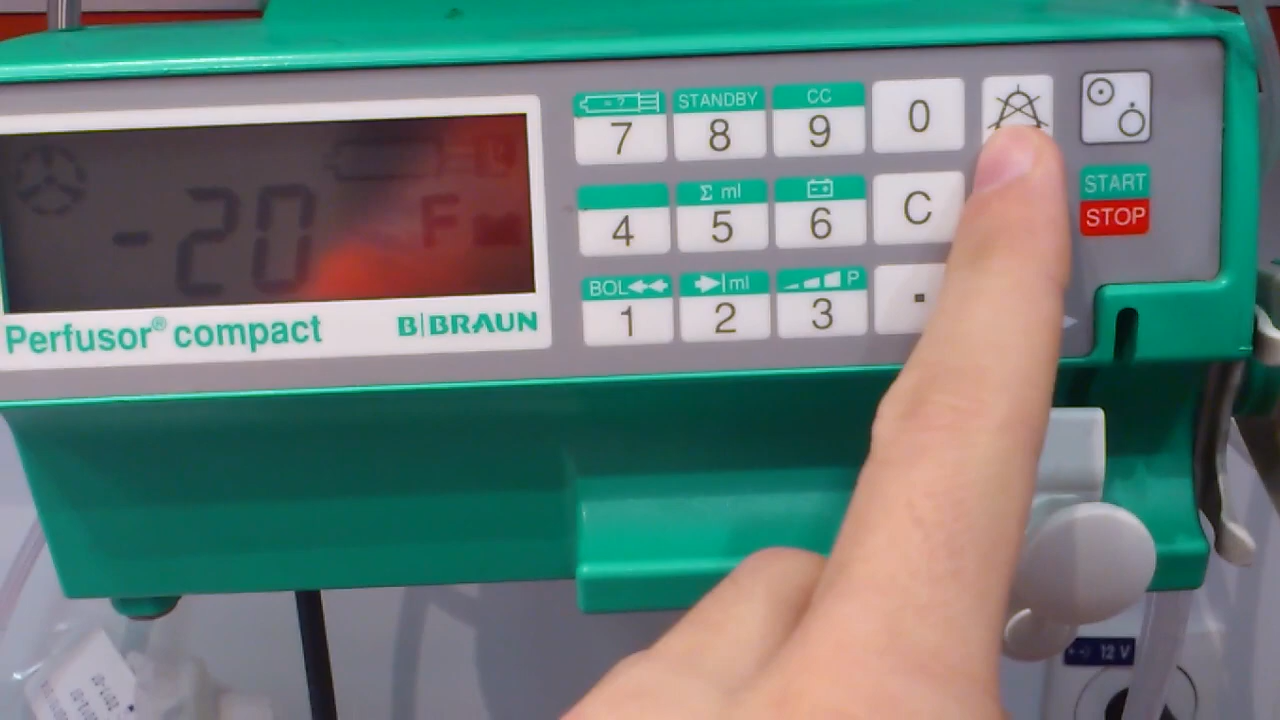 -20
F
Perfusor® compact
B|BRAUN
= ?
7
STANDBY
8
CC
9
0
4
Σ ml
5
6
C
START
STOP
BOL
1
ml
2
P
3
.
12 V